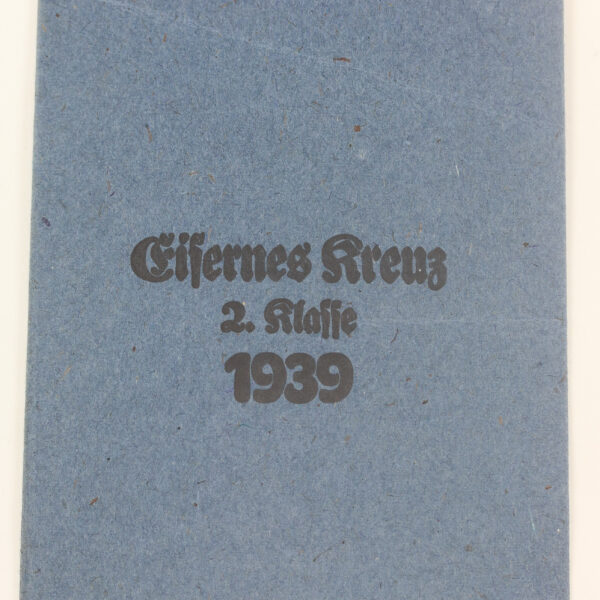 Eisernes Kreuz
2. Klasse
1939